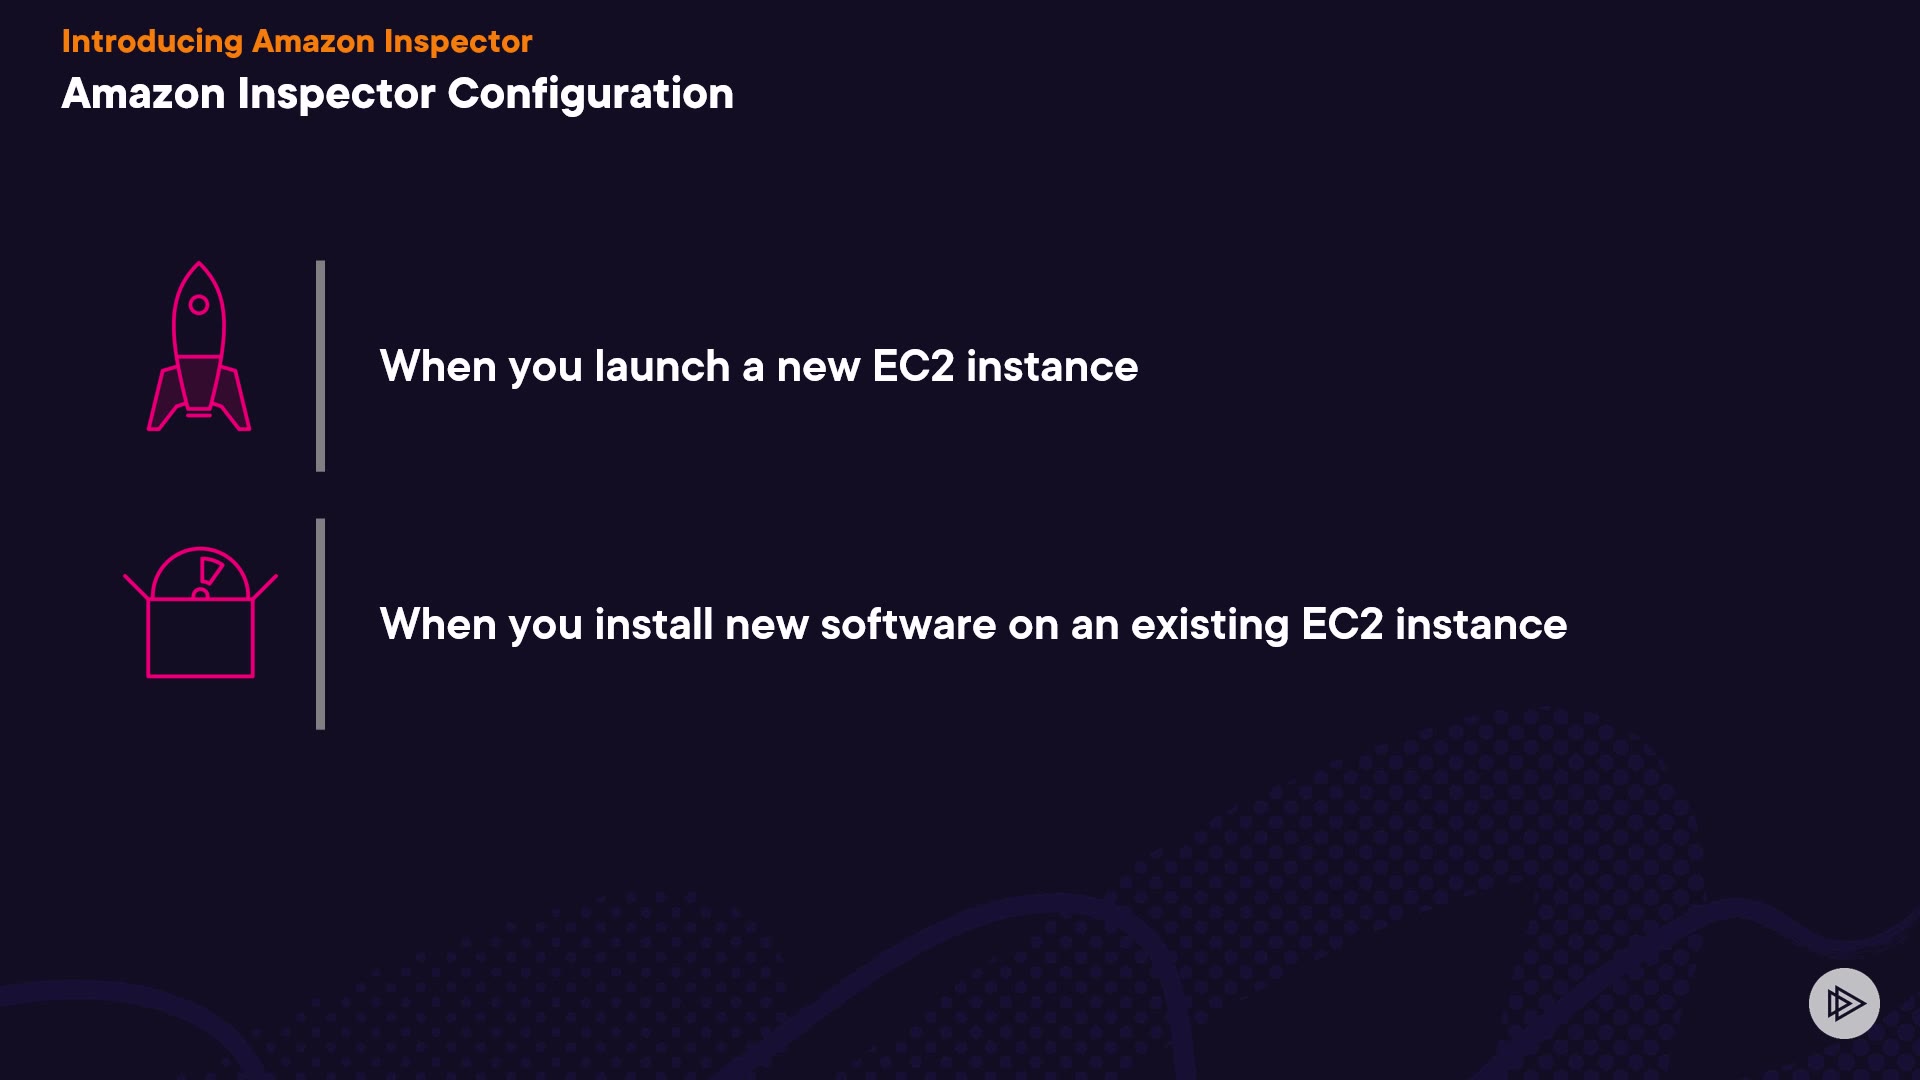 Introducing Amazon Inspector
Amazon Inspector Configuration
When you launch a new EC2 instance
When you install new software on an existing EC2 instance